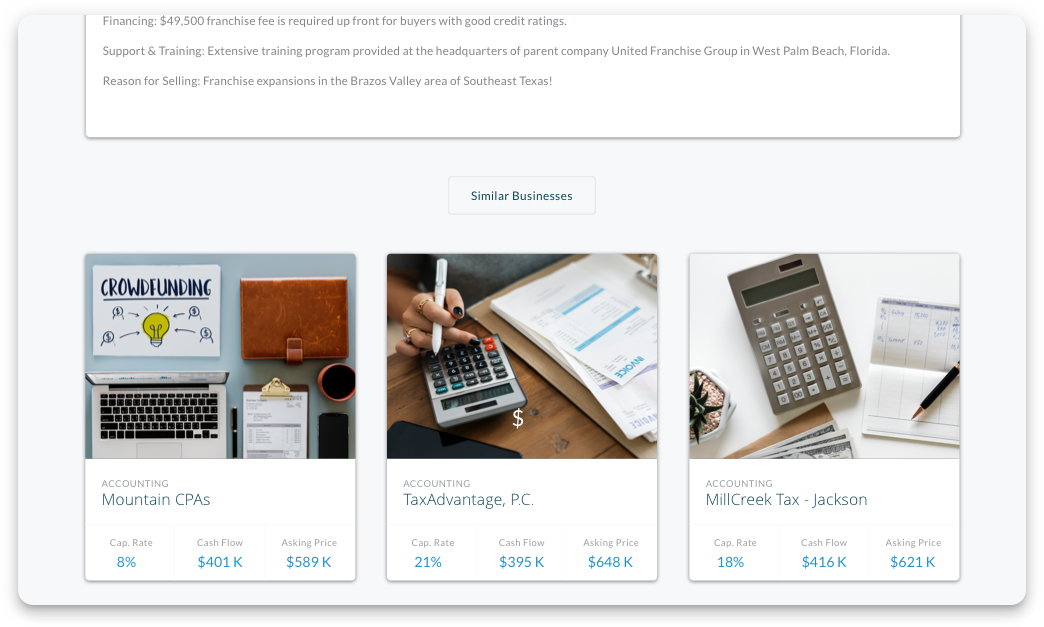 Financing: $49,500 franchise fee is required up front for buyers with good credit ratings.
Support & Training: Extensive training program provided at the headquarters of parent company United Franchise Group in West Palm Beach, Florida.
Reason for Selling: Franchise expansions in the Brazos Valley area of Southeast Texas!
Similar Businesses
CROWDFUNDING
$ $
$ $
INVOICE
INVOICE
$
ACCOUNTING
Mountain CPAs
Cap. Rate Cash Flow Asking Price
8% $401 K $589 K
ACCOUNTING
TaxAdvantage, P.C.
Cap. Rate Cash Flow Asking Price
21% $395 K $648 K
ACCOUNTING
MillCreek Tax - Jackson
Cap. Rate Cash Flow Asking Price
18% $416 K $621 K